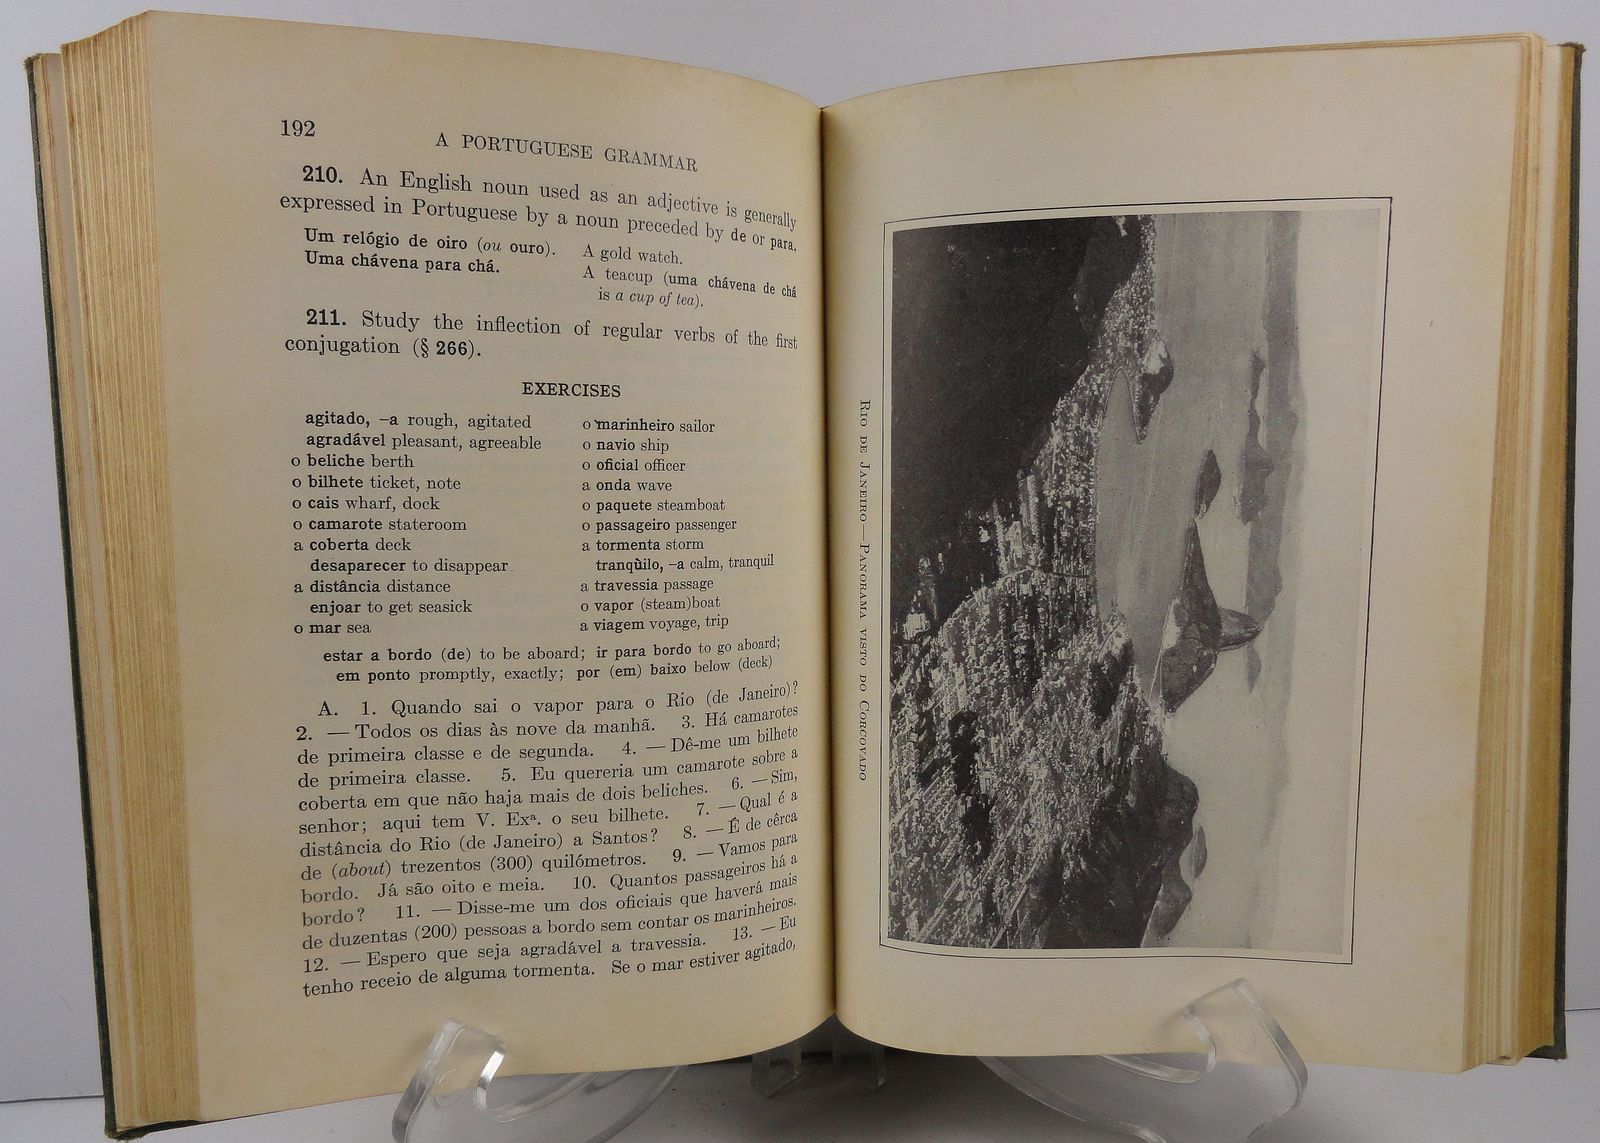 192
A PORTUGUESE GRAMMAR
210. An English noun used as an adjective is generally
expressed in Portuguese by a noun preceded by de or para.
Um relógio de oiro (ou ouro). A gold watch.
Uma chávena para chá. A teacup (uma chávena de chá
is a cup of tea).
211. Study the inflection of regular verbs of the first
conjugation (§ 266).
EXERCISES
agitado, –a rough, agitated
agradável pleasant, agreeable
o beliche berth
o bilhete ticket, note
o cais wharf, dock
o camarote stateroom
a coberta deck
desaparecer to disappear
a distância distance
enjoar to get seasick
o mar sea
o marinheiro sailor
o navio ship
o oficial officer
a onda wave
o paquete steamboat
o passageiro passenger
a tormenta storm
tranqùilo, –a calm, tranquil
a travessia passage
o vapor (steam)boat
a viagem voyage, trip
estar a bordo (de) to be aboard; ir para bordo to go aboard;
em ponto promptly, exactly; por (em) baixo below (deck)
A. 1. Quando sai o vapor para o Rio (de Janeiro)?
2. — Todos os dias às nove da manhã. 3. Há camarotes
de primeira classe e de segunda. 4. — Dê-me um bilhete
de primeira classe. 5. Eu quereria um camarote sobre a
coberta em que não haja mais de dois beliches. 6. — Sim,
senhor; aqui tem V. Exª. o seu bilhete. 7. — Qual é a
distância do Rio (de Janeiro) a Santos? 8. — É de cêrca
de (about) trezentos (300) quilómetros. 9. — Vamos para
bordo. Já são oito e meia. 10. Quantos passageiros há a
bordo? 11. — Disse-me um dos oficiais que haverá mais
de duzentas (200) pessoas a bordo sem contar os marinheiros.
12. — Espero que seja agradável a travessia. 13. — Eu
tenho receio de alguma tormenta. Se o mar estiver agitado,
RIO DE JANEIRO—PANORAMA VISTO DO CORCOVADO